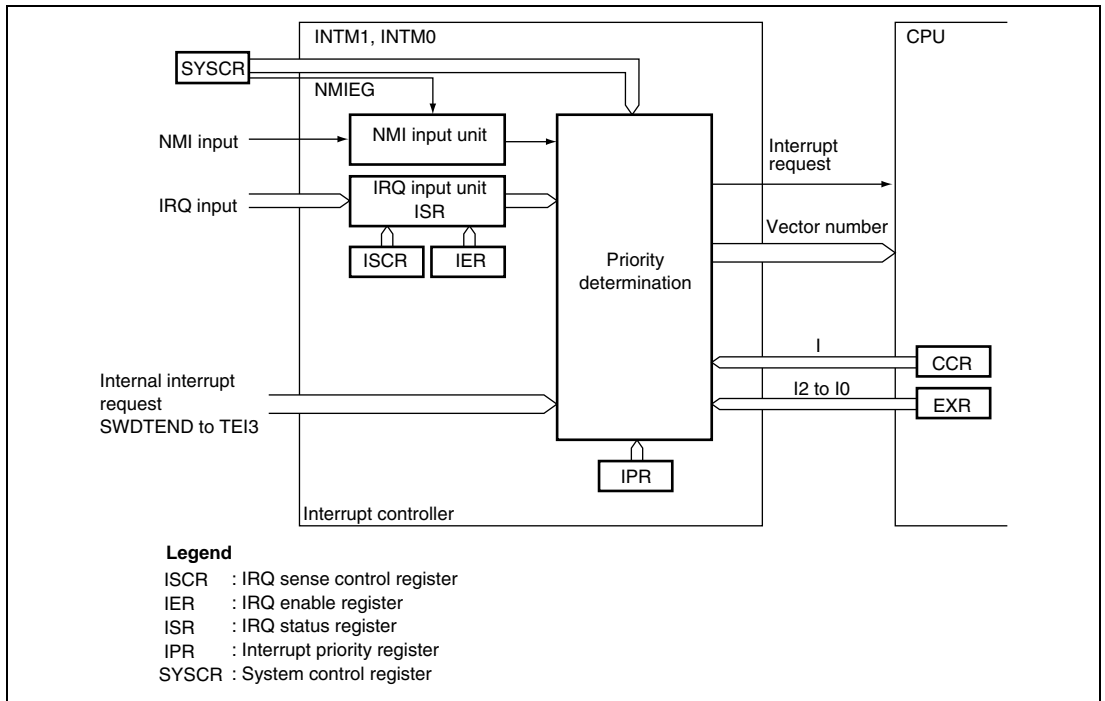 INTM1, INTM0
CPU
SYSCR
NMIEG
NMI input
NMI input unit
Interrupt
request
IRQ input
IRQ input unit
ISR
Vector number
ISCR
IER
Priority
determination
I
CCR
Internal interrupt
request
SWDTEND to TEI3
I2 to I0
EXR
IPR
Interrupt controller
Legend
ISCR : IRQ sense control register
IER : IRQ enable register
ISR : IRQ status register
IPR : Interrupt priority register
SYSCR : System control register